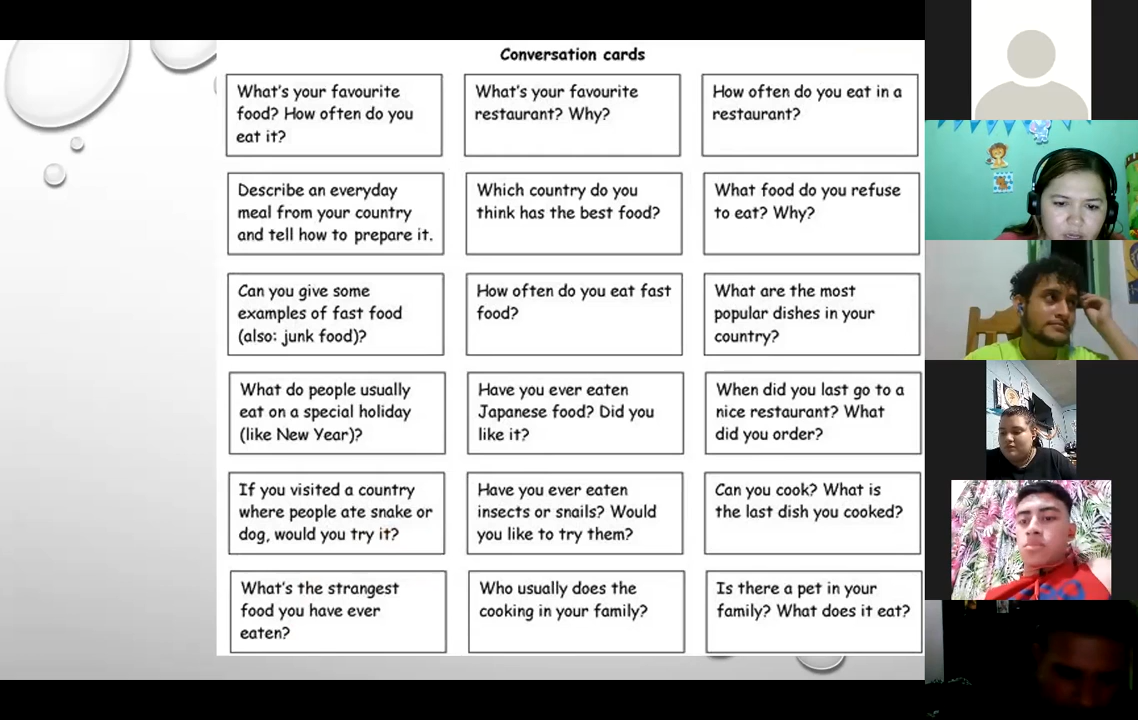 Conversation cards
What's your favourite
food? How often do you
eat it?
What's your favourite
restaurant? Why?
How often do you eat in a
restaurant?
Describe an everyday
meal from your country
and tell how to prepare it.
Which country do you
think has the best food?
What food do you refuse
to eat? Why?
Can you give some
examples of fast food
(also: junk food)?
How often do you eat fast
food?
What are the most
popular dishes in your
country?
What do people usually
eat on a special holiday
(like New Year)?
Have you ever eaten
Japanese food? Did you
like it?
When did you last go to a
nice restaurant? What
did you order?
If you visited a country
where people ate snake or
dog, would you try it?
Have you ever eaten
insects or snails? Would
you like to try them?
Can you cook? What is
the last dish you cooked?
What's the strangest
food you have ever
eaten?
Who usually does the
cooking in your family?
Is there a pet in your
family? What does it eat?